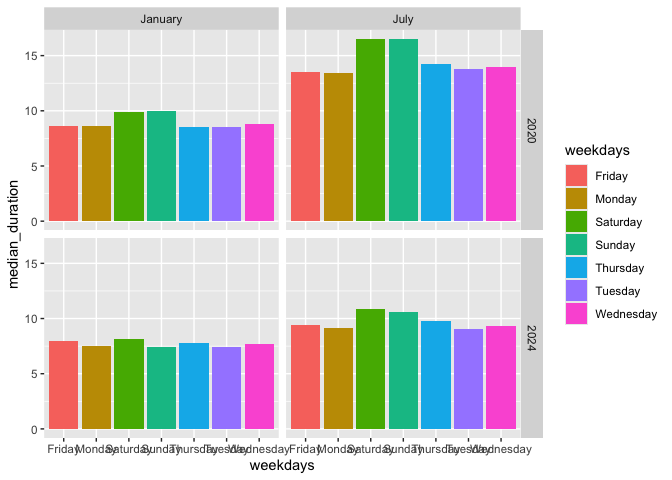 January July
15
10
5
0
2020
15
10
5
0
2024
median_duration
Friday Monday Saturday Sunday Thursday Tuesday Wednesday Friday Monday Saturday Sunday Thursday Tuesday Wednesday
weekdays
weekdays
Friday
Monday
Saturday
Sunday
Thursday
Tuesday
Wednesday